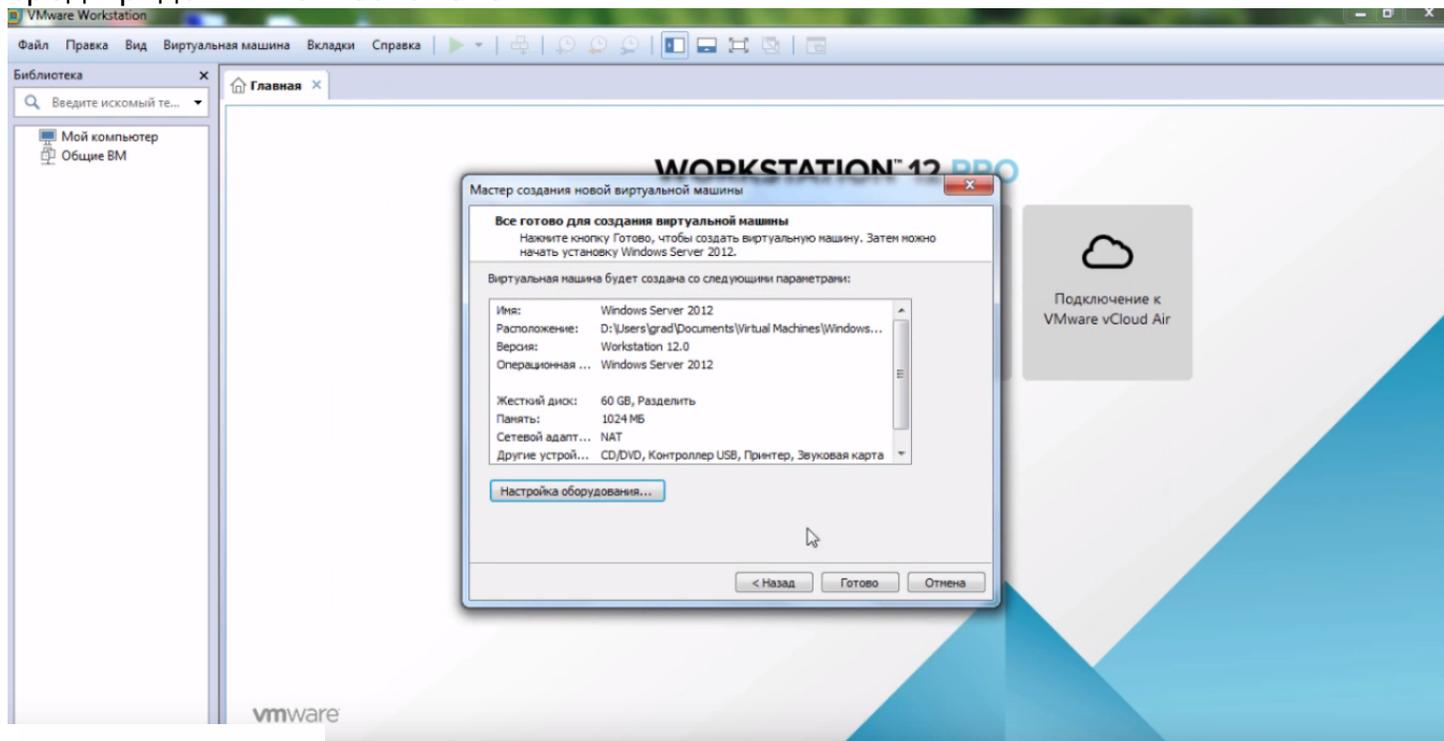 VMware Workstation
Файл Правка Вид Виртуальная машина Вкладки Справка
Библиотека
Главная
Введите искомый те...
Мой компьютер
Общие ВМ
WORKSTATION™ 12 PRO
Мастер создания новой виртуальной машины
Все готово для создания виртуальной машины
Нажмите кнопку Готово, чтобы создать виртуальную машину. Затем можно
начать установку Windows Server 2012.
Виртуальная машина будет создана со следующими параметрами:
Имя: Windows Server 2012
Расположение: D:\Users\grad\Documents\Virtual Machines\Windows...
Версия: Workstation 12.0
Операционная ... Windows Server 2012
Жесткий диск: 60 GB, Разделить
Память: 1024 МБ
Сетевой адапт... NAT
Другие устрой... CD/DVD, Контроллер USB, Принтер, Звуковая карта
Настройка оборудования...
< Назад Готово Отмена
Подключение к
VMware vCloud Air
vmware